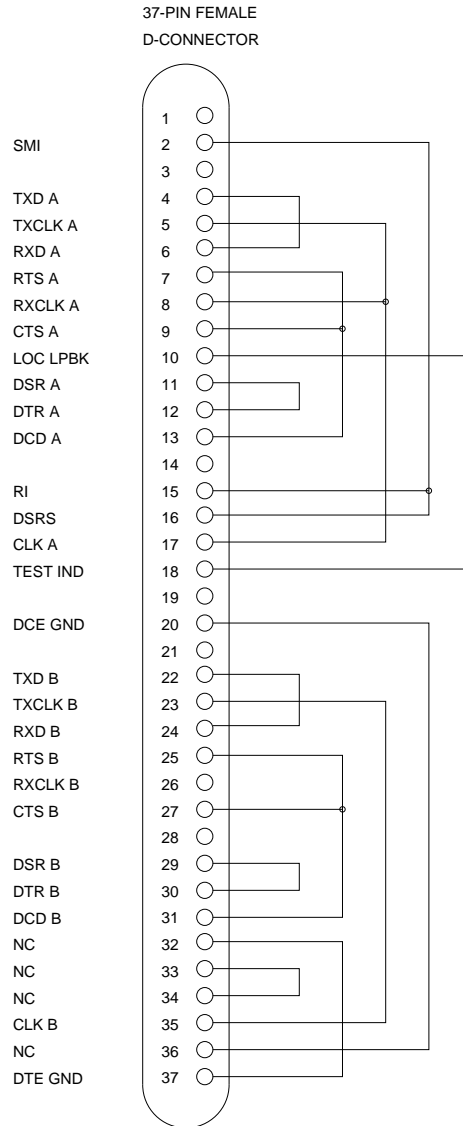 37-PIN FEMALE
D-CONNECTOR
1
SMI 2
3
TXD A 4
TXCLK A 5
RXD A 6
RTS A 7
RXCLK A 8
CTS A 9
LOC LPBK 10
DSR A 11
DTR A 12
DCD A 13
14
RI 15
DSRS 16
CLK A 17
TEST IND 18
19
DCE GND 20
21
TXD B 22
TXCLK B 23
RXD B 24
RTS B 25
RXCLK B 26
CTS B 27
28
DSR B 29
DTR B 30
DCD B 31
NC 32
NC 33
NC 34
CLK B 35
NC 36
DTE GND 37